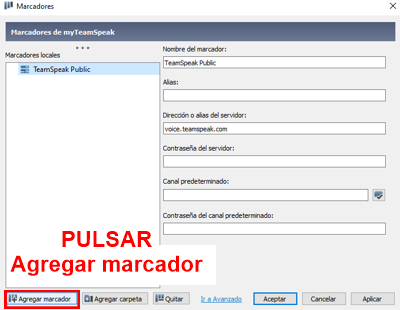 Marcadores
Marcadores de myTeamSpeak
Marcadores locales
TeamSpeak Public
Nombre del marcador:
TeamSpeak Public
Alias:
Dirección o alias del servidor:
voice.teamspeak.com
Contraseña del servidor:
Canal predeterminado:
Contraseña del canal predeterminado:
PULSAR
Agregar marcador
Agregar marcador
Agregar carpeta
Quitar
Ir a Avanzado
Aceptar
Cancelar
Aplicar